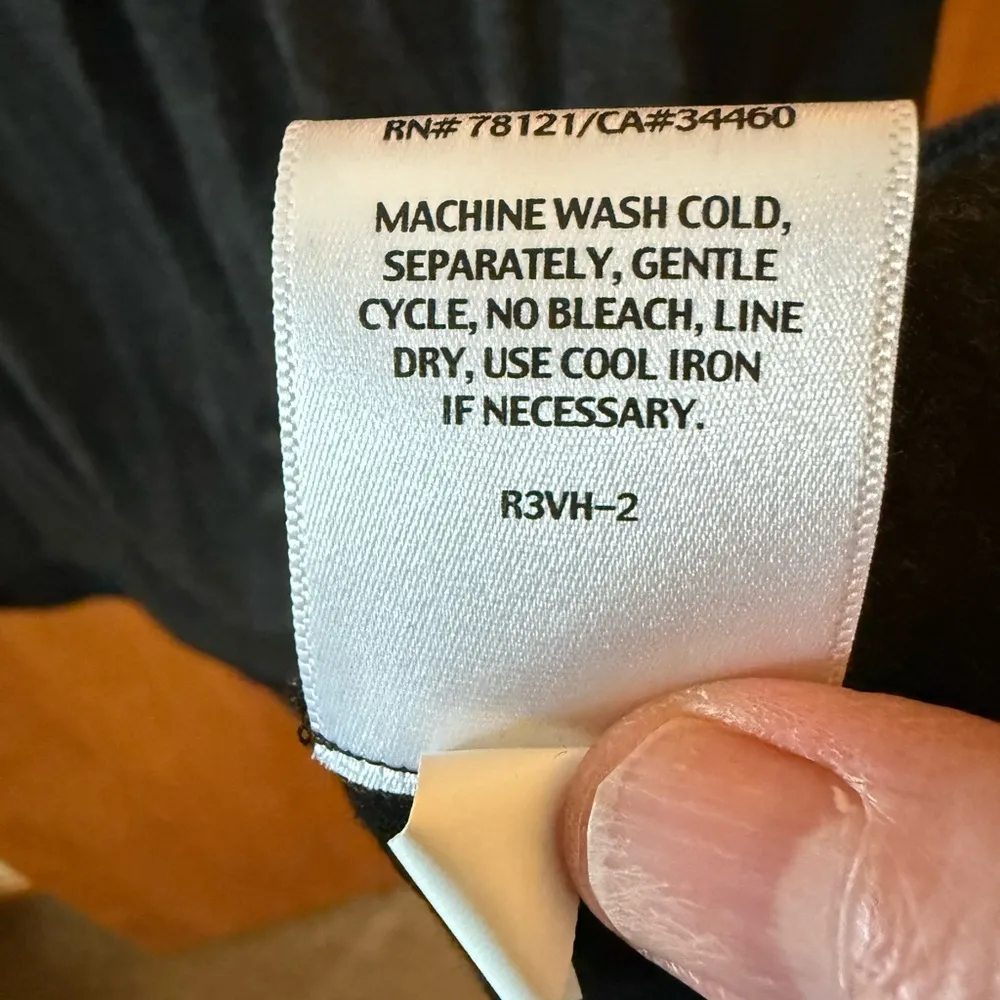 RN# 78121/CA#34460
MACHINE WASH COLD,
SEPARATELY, GENTLE
CYCLE, NO BLEACH, LINE
DRY, USE COOL IRON
IF NECESSARY.
R3VH-2